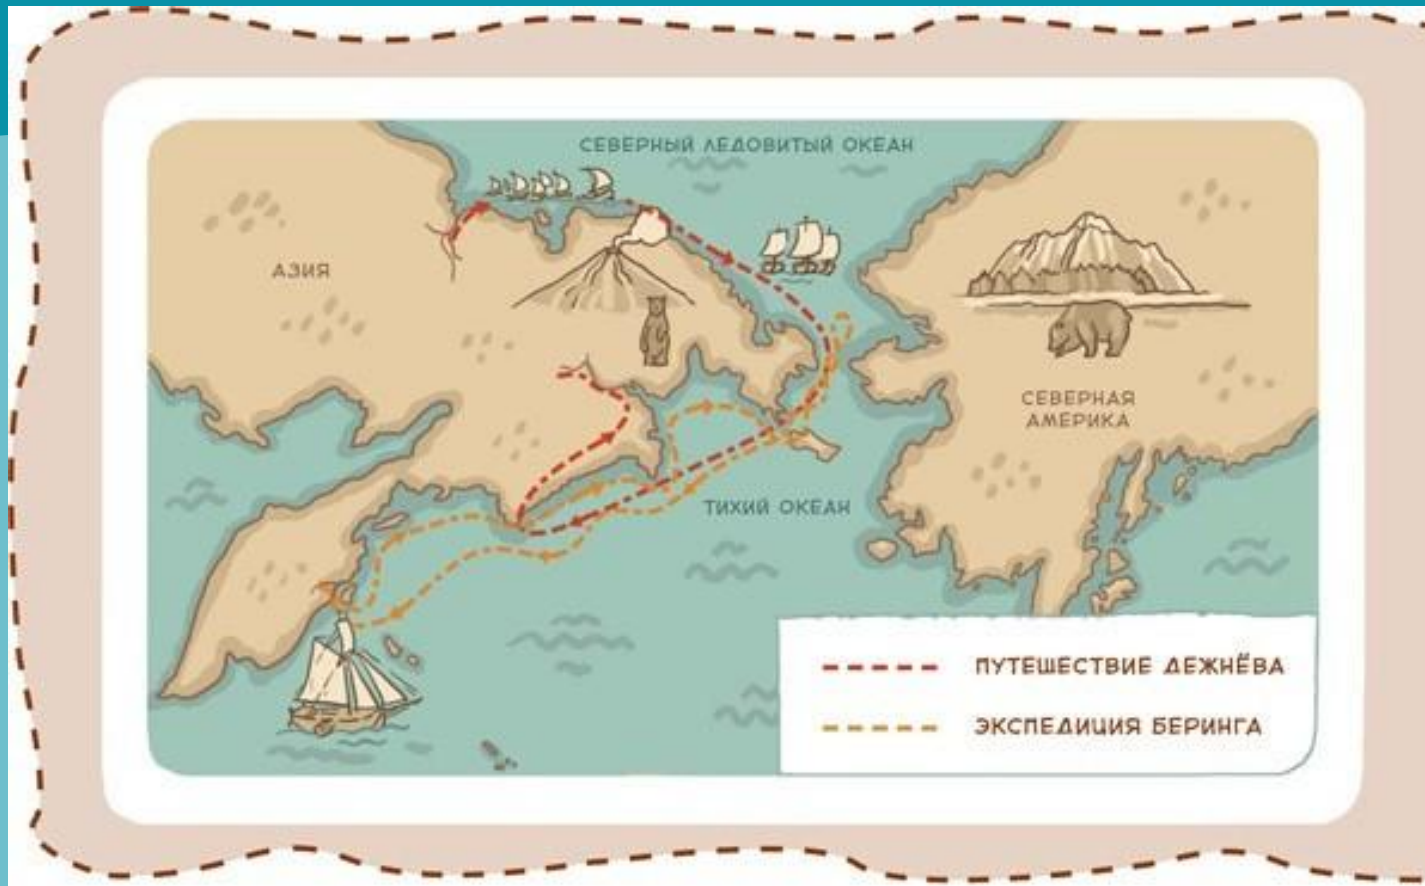 СЕВЕРНЫЙ ЛЕДОВИТЫЙ ОКЕАН
АЗИЯ
СЕВЕРНАЯ
АМЕРИКА
ТИХИЙ ОКЕАН
ПУТЕШЕСТВИЕ ДЕЖНЁВА
ЭКСПЕДИЦИЯ БЕРИНГА